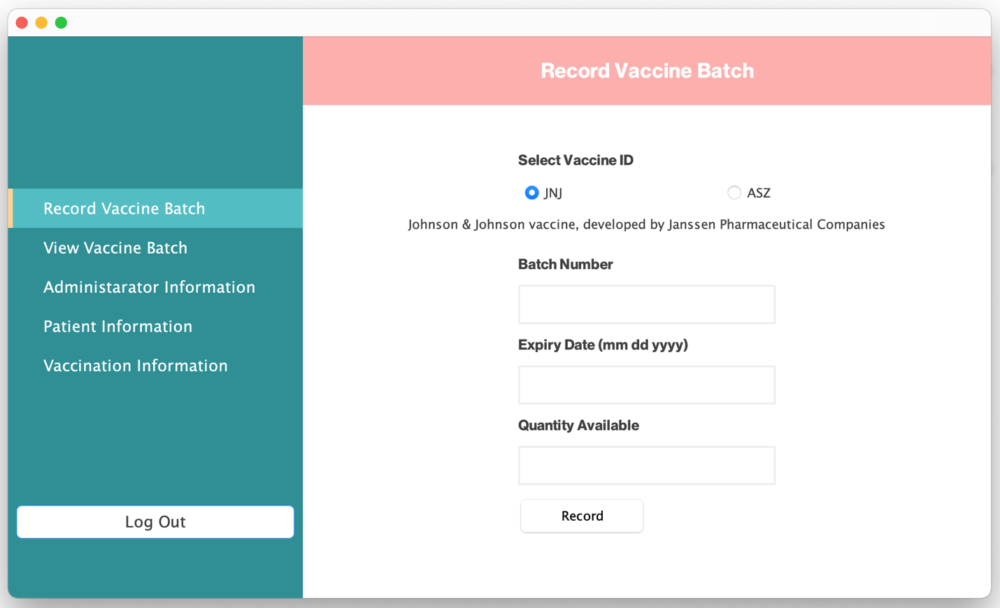 Record Vaccine Batch
View Vaccine Batch
Administarator Information
Patient Information
Vaccination Information
Log Out
Record Vaccine Batch
Select Vaccine ID
JNJ ASZ
Johnson & Johnson vaccine, developed by Janssen Pharmaceutical Companies
Batch Number
Expiry Date (mm dd yyyy)
Quantity Available
Record